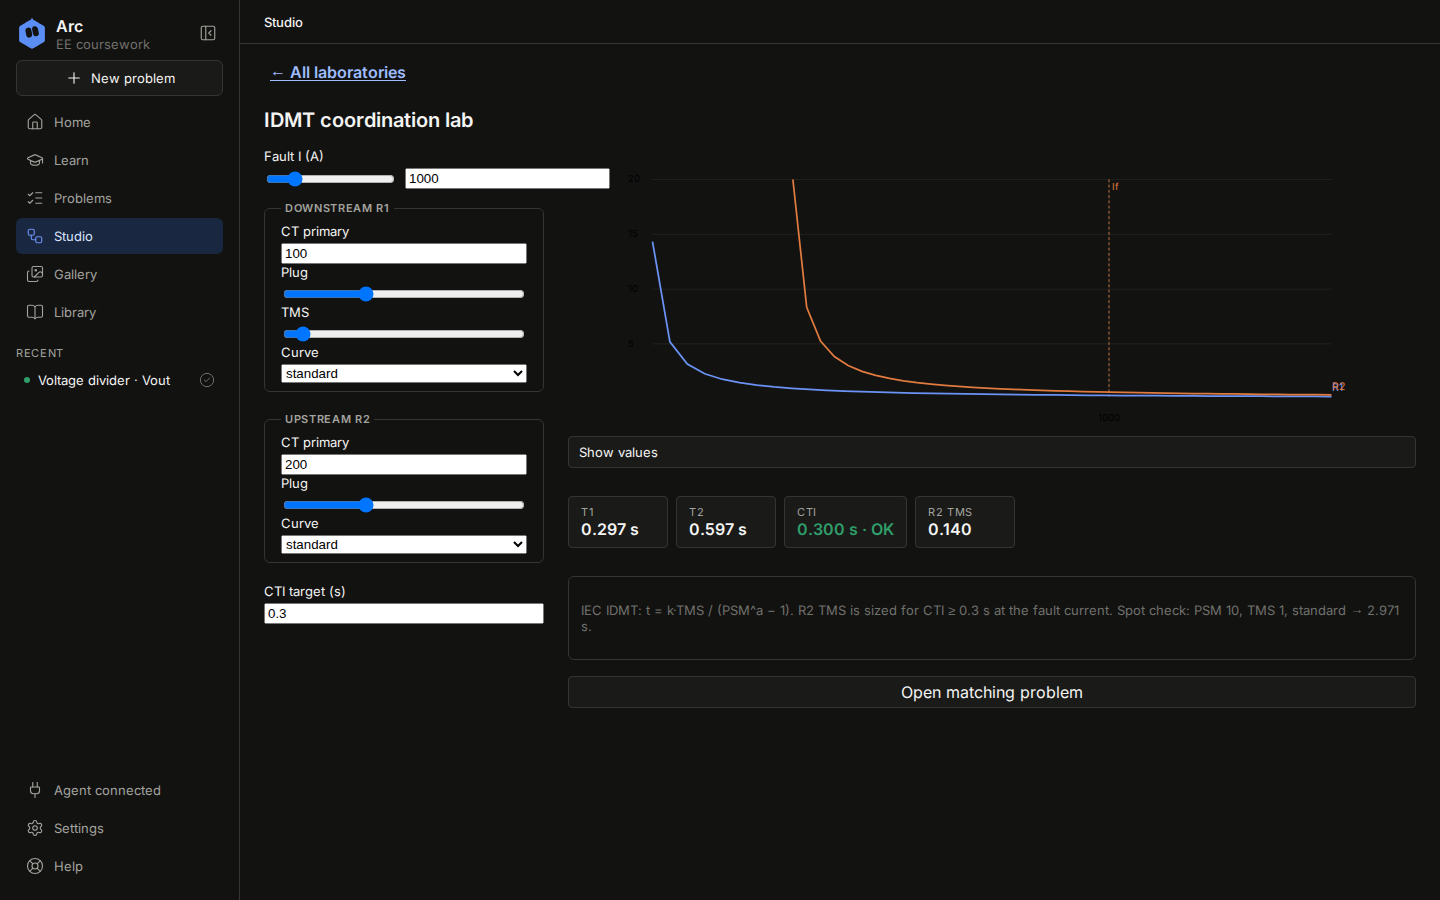 Arc
EE coursework
New problem
Home
Learn
Problems
Studio
Gallery
Library
RECENT
Voltage divider · Vout
Agent connected
Settings
Help
Studio
← All laboratories
IDMT coordination lab
Fault I (A)
1000
DOWNSTREAM R1
CT primary
100
Plug
TMS
Curve
standard
UPSTREAM R2
CT primary
200
Plug
Curve
standard
CTI target (s)
0.3
20
15
10
5
If
R2
R1
1000
Show values
T1
0.297 s
T2
0.597 s
CTI
0.300 s · OK
R2 TMS
0.140
IEC IDMT: t = k·TMS / (PSM^a − 1). R2 TMS is sized for CTI ≥ 0.3 s at the fault current. Spot check: PSM 10, TMS 1, standard → 2.971
s.
Open matching problem